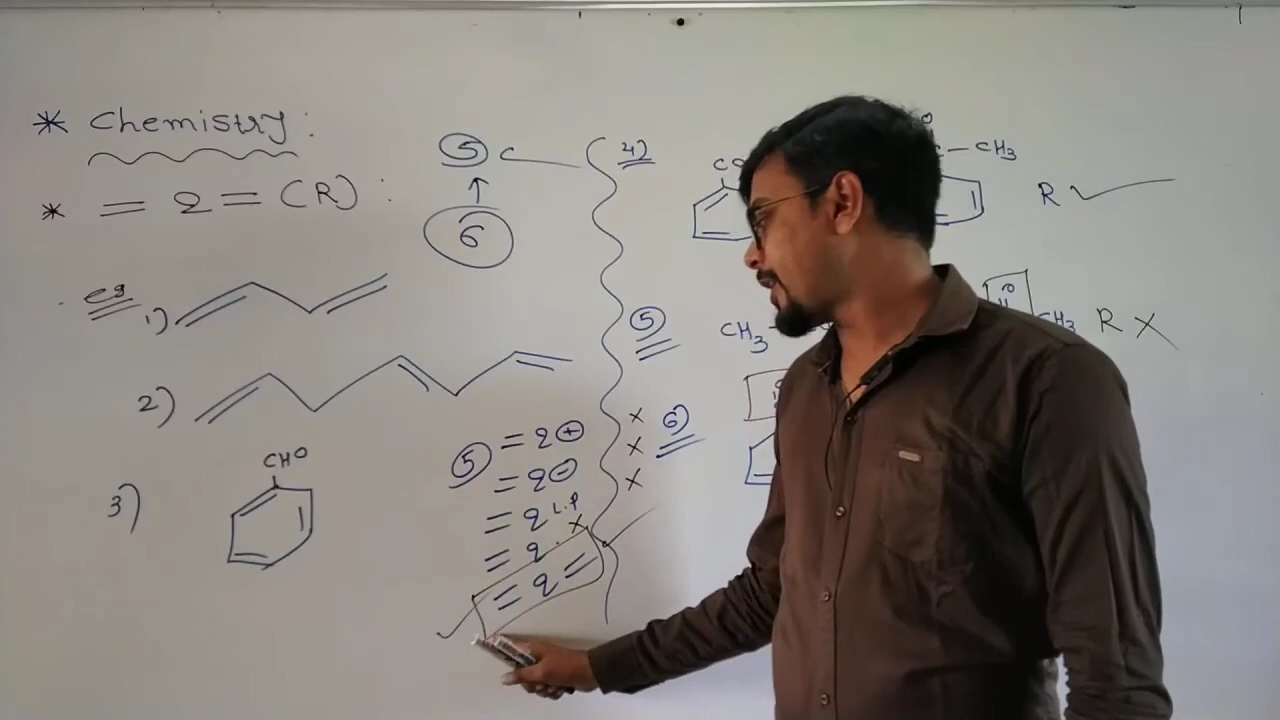 * Chemistry:
* = 2 = (R) :
5 c
↑
6
eg 1)
2)
3)
CHO
5 = 2 ⊕
= 2 ⊖
= 2 L.P
= 2 . X
= 2 =
4)
C
C - CH3
R ✓
5)
CH3
O
CH3
R X
X
X
X
6)